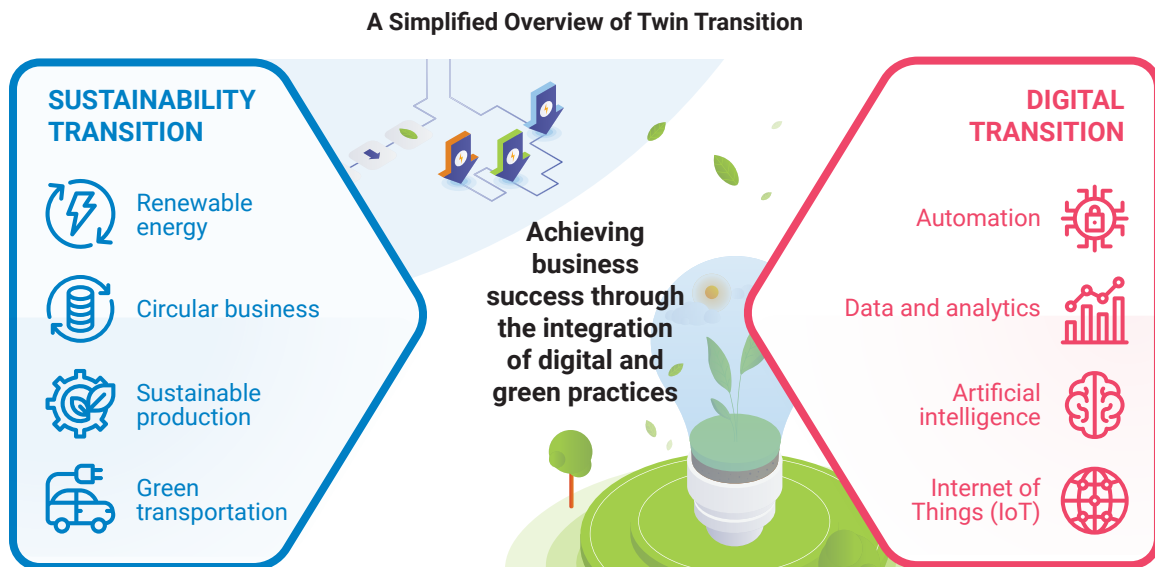 A Simplified Overview of Twin Transition
SUSTAINABILITY
TRANSITION
Renewable
energy
Circular business
Sustainable
production
Green
transportation
Achieving
business
success through
the integration
of digital and
green practices
DIGITAL
TRANSITION
Automation
Data and analytics
Artificial
intelligence
Internet of
Things (IoT)